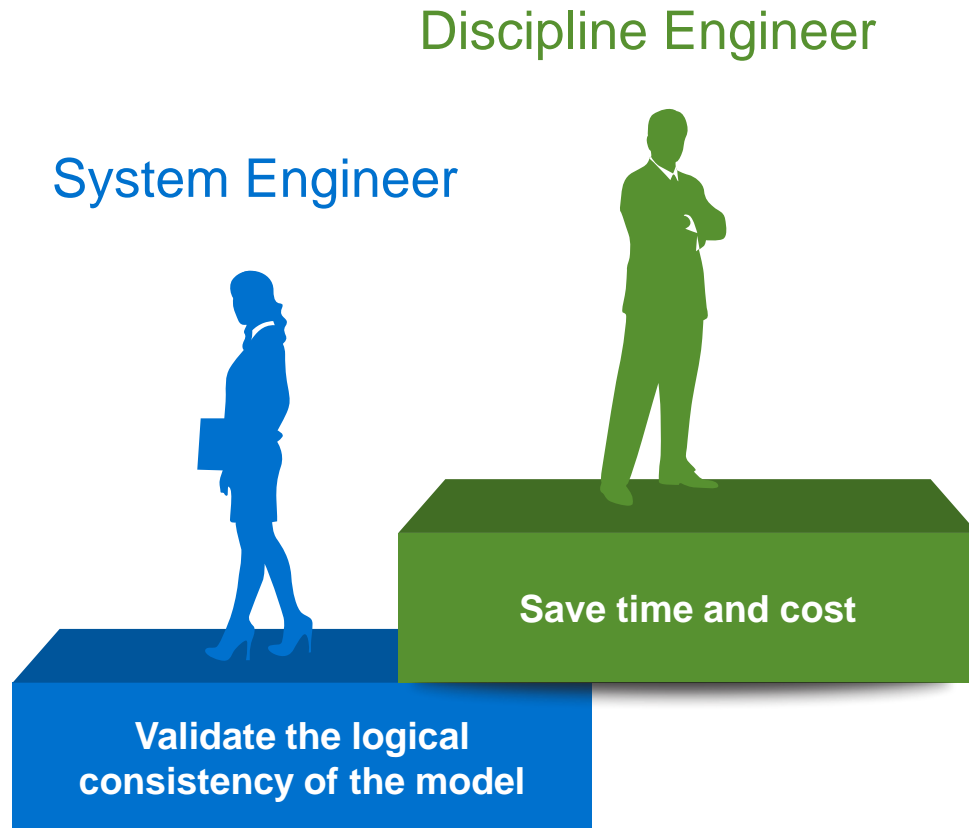 Discipline Engineer
System Engineer
Save time and cost
Validate the logical
consistency of the model